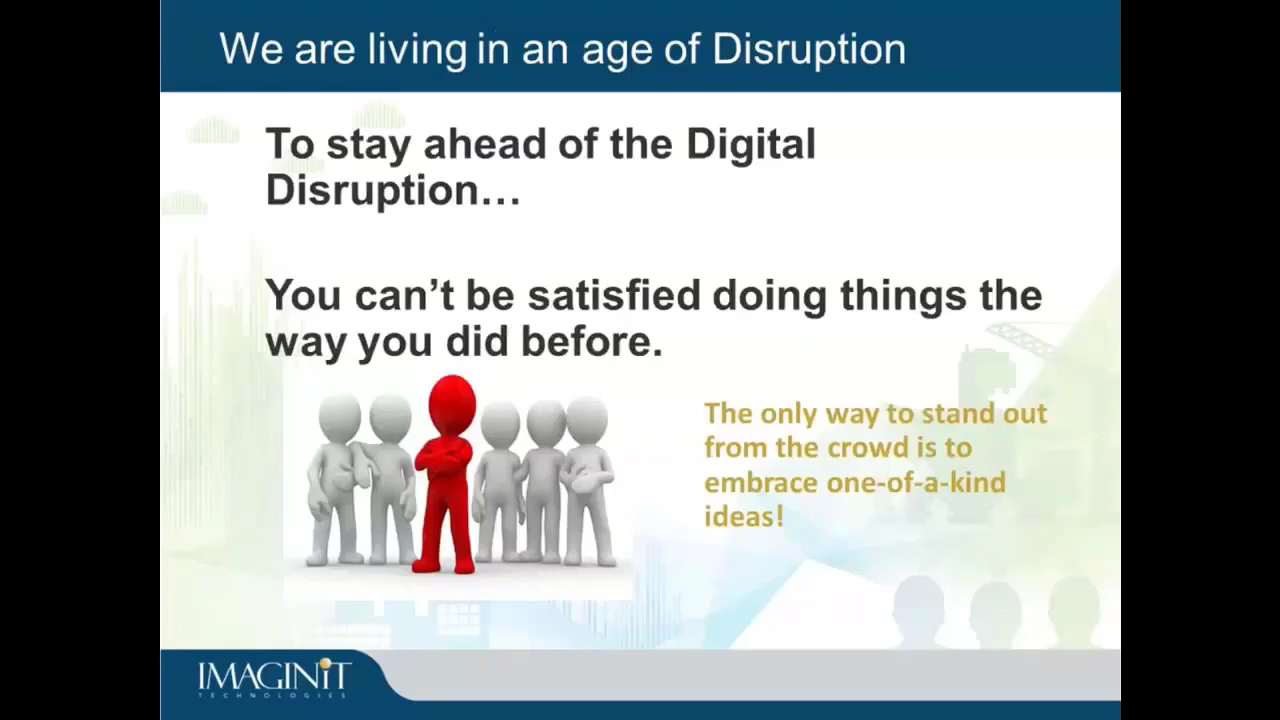 We are living in an age of Disruption
To stay ahead of the Digital
Disruption…
You can’t be satisfied doing things the
way you did before.
The only way to stand out
from the crowd is to
embrace one-of-a-kind
ideas!
IMAGINiT
TECHNOLOGIES